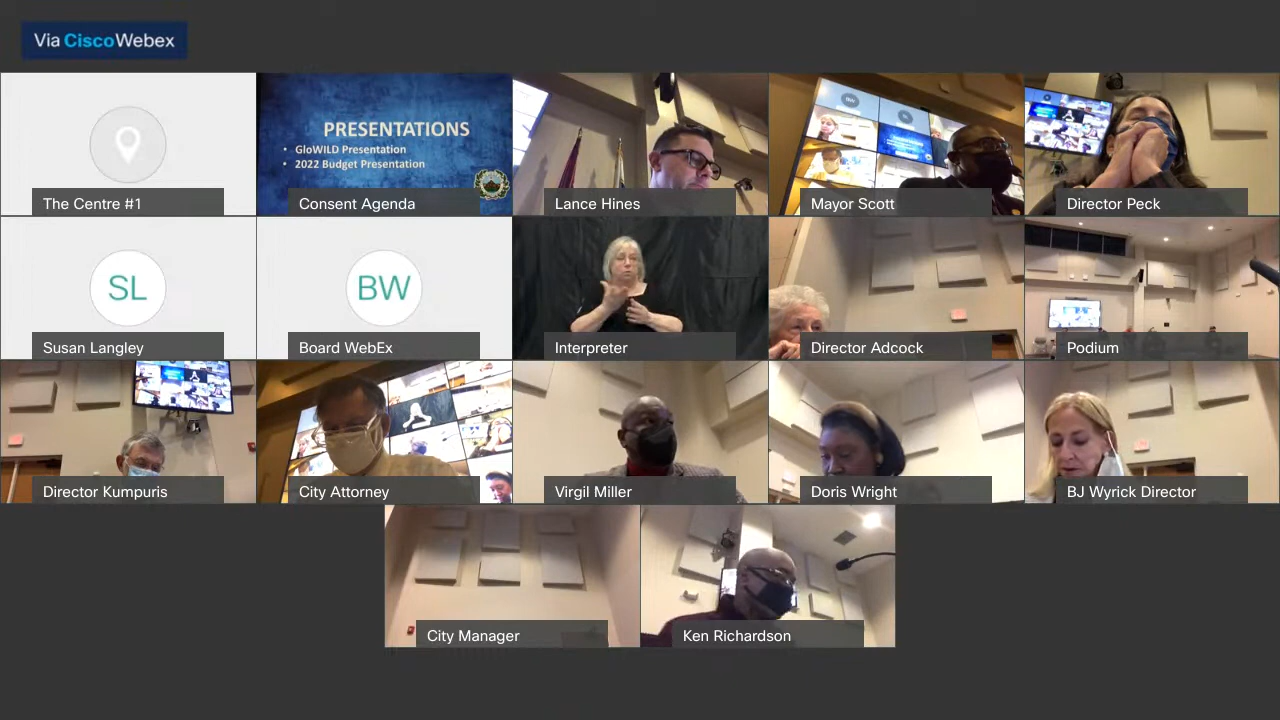 Via Cisco Webex
The Centre #1
PRESENTATIONS
• GloWILD Presentation
• 2022 Budget Presentation
Consent Agenda
Lance Hines
Mayor Scott
Director Peck
SL
Susan Langley
BW
Board WebEx
Interpreter
Director Adcock
Podium
Director Kumpuris
City Attorney
Virgil Miller
Doris Wright
BJ Wyrick Director
City Manager
Ken Richardson